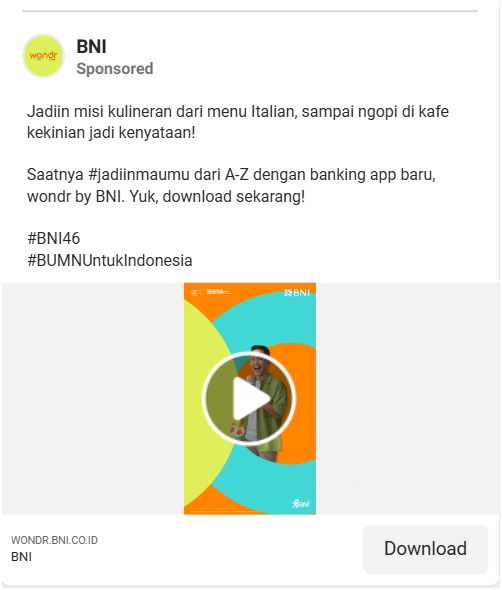 wondr
BNI
Sponsored
Jadiin misi kulineran dari menu Italian, sampai ngopi di kafe
kekinian jadi kenyataan!
Saatnya #jadiinmaumu dari A-Z dengan banking app baru,
wondr by BNI. Yuk, download sekarang!
#BNI46
#BUMNUntukIndonesia
BNI
BNI
WONDR.BNI.CO.ID
BNI
Download